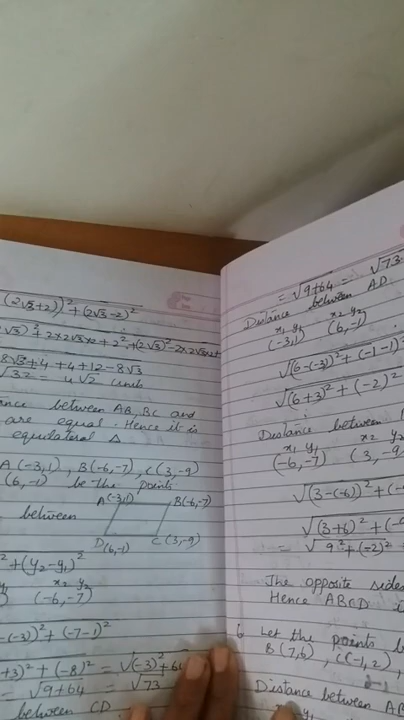 (2√3+2))² + (2√3-2)²
√3)² + 2×2√3×2 + 2² + (2√3)² - 2×2√3×2+
8√3+4 + 4+12-8√3
√32 = 4√2 units
ance between AB, BC and
are equal. Hence it is
equilateral Δ
A(-3,1), B(-6,-7), C(3,-9)
(6,-1) be the points
A(-3,1) B(-6,-7)
between
D(6,-1) C(3,-9)
² + (y₂-y₁)²
x₂ y₂
(-6,-7)
-(-3))² + (-7-1)²
+3)² + (-8)² = √(-3)² + 64
= √9+64 = √73
between CD
= √9+64 = √73
Distance between AD
x₁ y₁ x₂ y₂
(-3,1) (6,-1)
√(6-(-3))² + (-1-1)²
√(6+3)² + (-2)²
Distance between
x₁ y₁ x₂ y₂
(-6,-7) (3,-9
√(3-(-6))² + (-
√(3+6)² + (-
= √9² + (-2)²
The opposite sides
Hence ABCD
6 Let the points
B(7,6), C(-1,2),
Distance between AB